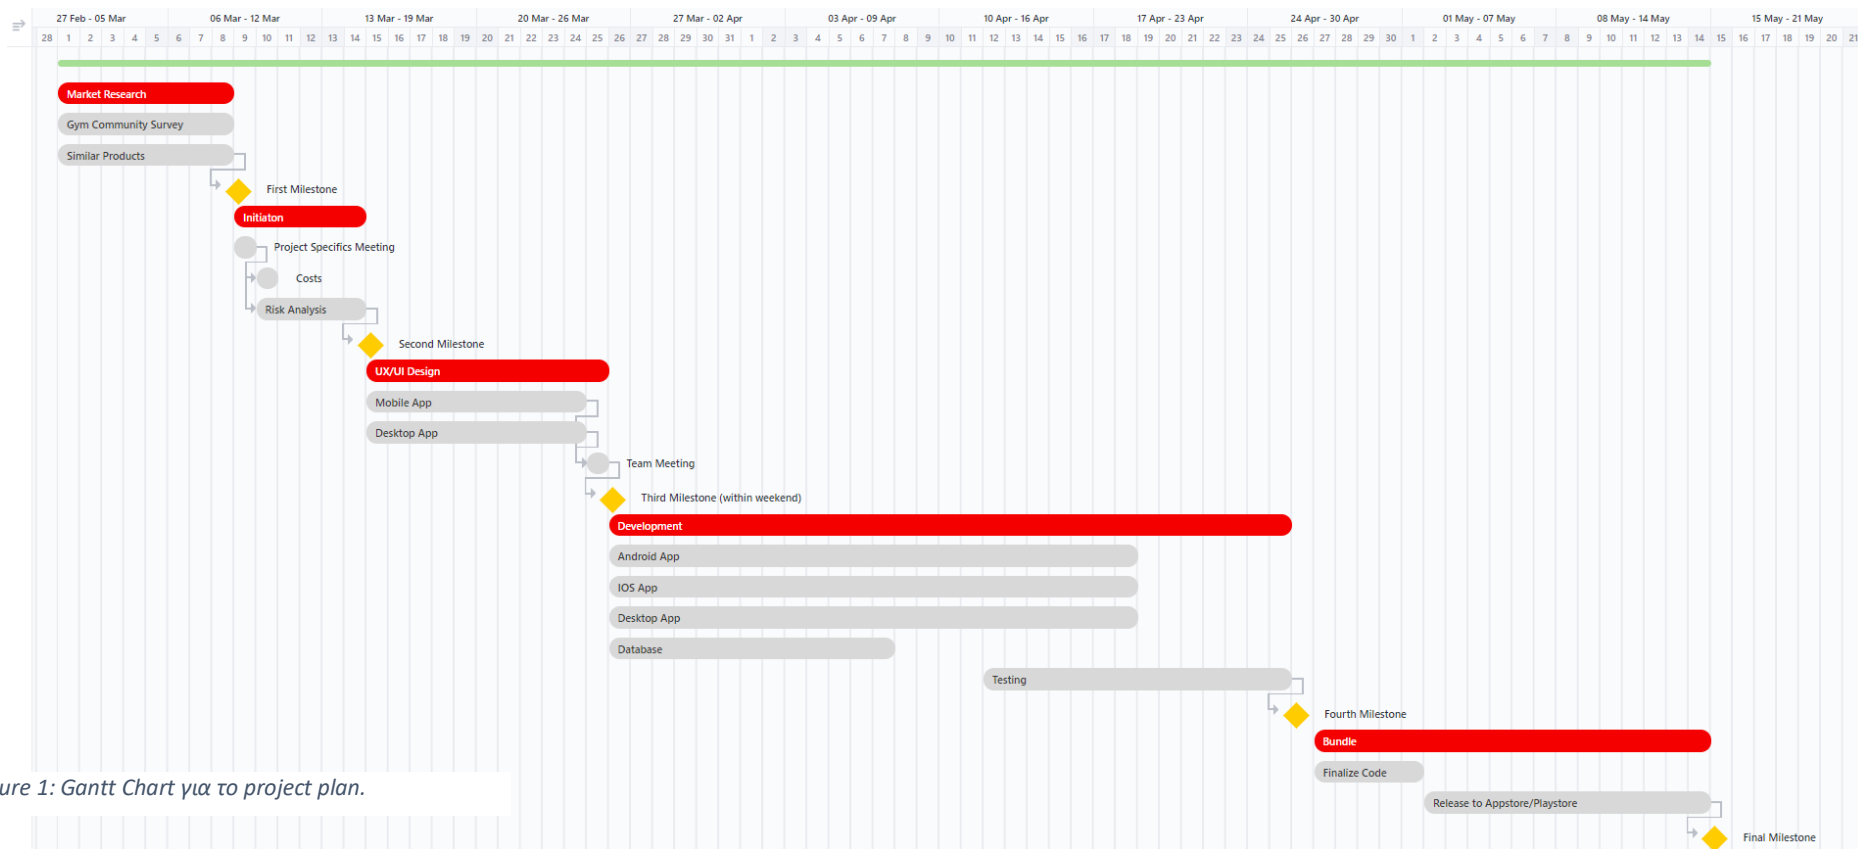 27 Feb - 05 Mar 06 Mar - 12 Mar 13 Mar - 19 Mar 20 Mar - 26 Mar 27 Mar - 02 Apr 03 Apr - 09 Apr 10 Apr - 16 Apr 17 Apr - 23 Apr 24 Apr - 30 Apr 01 May - 07 May 08 May - 14 May 15 May - 21 May
28 1 2 3 4 5 6 7 8 9 10 11 12 13 14 15 16 17 18 19 20 21 22 23 24 25 26 27 28 29 30 31 1 2 3 4 5 6 7 8 9 10 11 12 13 14 15 16 17 18 19 20 21 22 23 24 25 26 27 28 29 30 1 2 3 4 5 6 7 8 9 10 11 12 13 14 15 16 17 18 19 20 21
Market Research
Gym Community Survey
Similar Products
First Milestone
Initiaton
Project Specifics Meeting
Costs
Risk Analysis
Second Milestone
UX/UI Design
Mobile App
Desktop App
Team Meeting
Third Milestone (within weekend)
Development
Android App
IOS App
Desktop App
Database
Testing
Fourth Milestone
Bundle
Finalize Code
ure 1: Gantt Chart για το project plan.
Release to Appstore/Playstore
Final Milestone